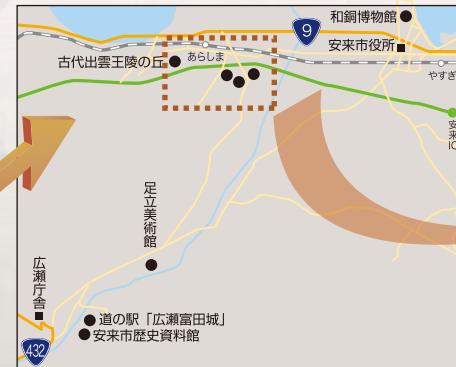 和銅博物館
9
安来市役所
古代出雲王陵の丘
あらしま
やすぎ
安来IC
足立美術館
広瀬庁舎
道の駅「広瀬富田城」
安来市歴史資料館
432